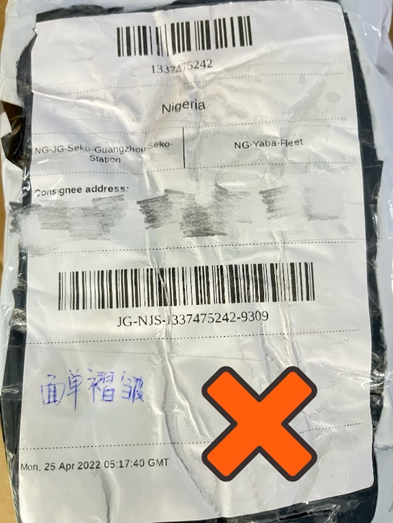 1337475242
Nigeria
NG-JG-Seko-Guangzhou-Seko-
Station
NG-Yaba-Fleet
Consignee address:
JG-NJS-1337475242-9309
面单褶皱
Mon, 25 Apr 2022 05:17:40 GMT